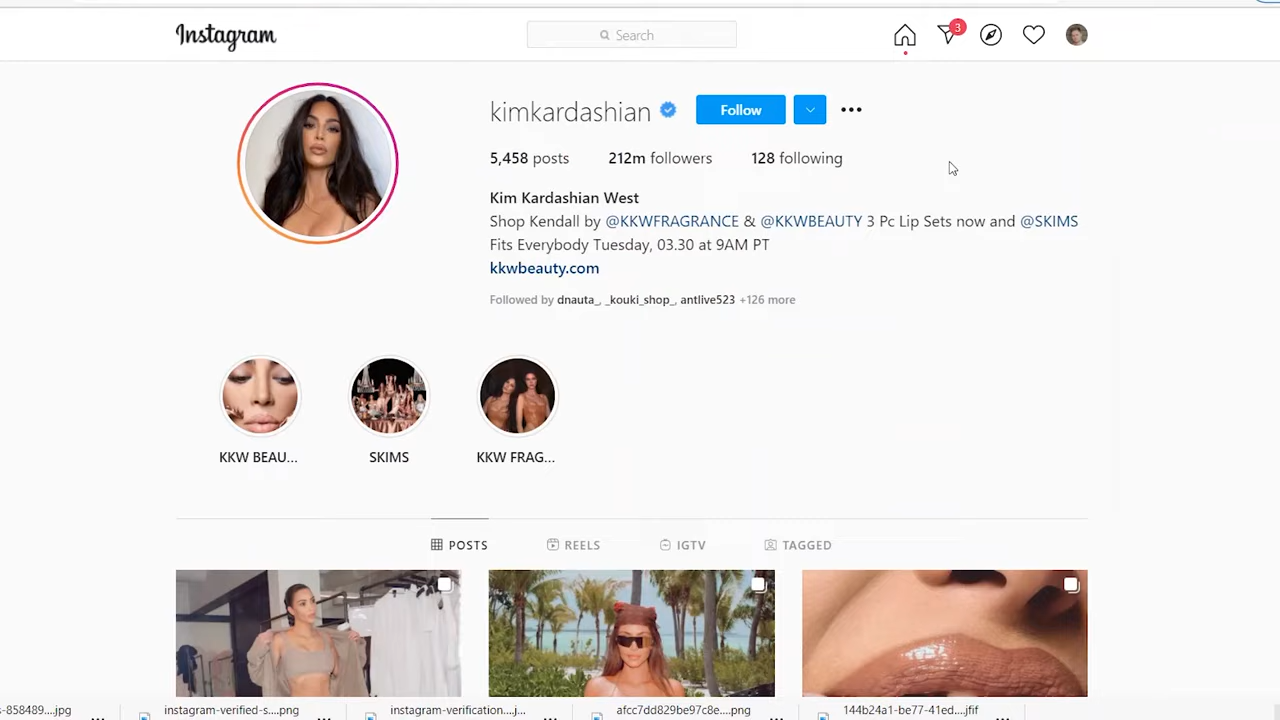 Instagram
Search
3
kimkardashian
Follow
5,458 posts
212m followers
128 following
Kim Kardashian West
Shop Kendall by @KKWFRAGRANCE & @KKWBEAUTY 3 Pc Lip Sets now and @SKIMS
Fits Everybody Tuesday, 03.30 at 9AM PT
kkwbeauty.com
Followed by dnauta_, _kouki_shop_, antlive523 +126 more
KKW BEAU...
SKIMS
KKW FRAG...
POSTS
REELS
IGTV
TAGGED
s-858489....jpg
instagram-verified-s....png
instagram-verification....j...
afcc7dd829be97c8e....png
144b24a1-be77-41ed....jfif